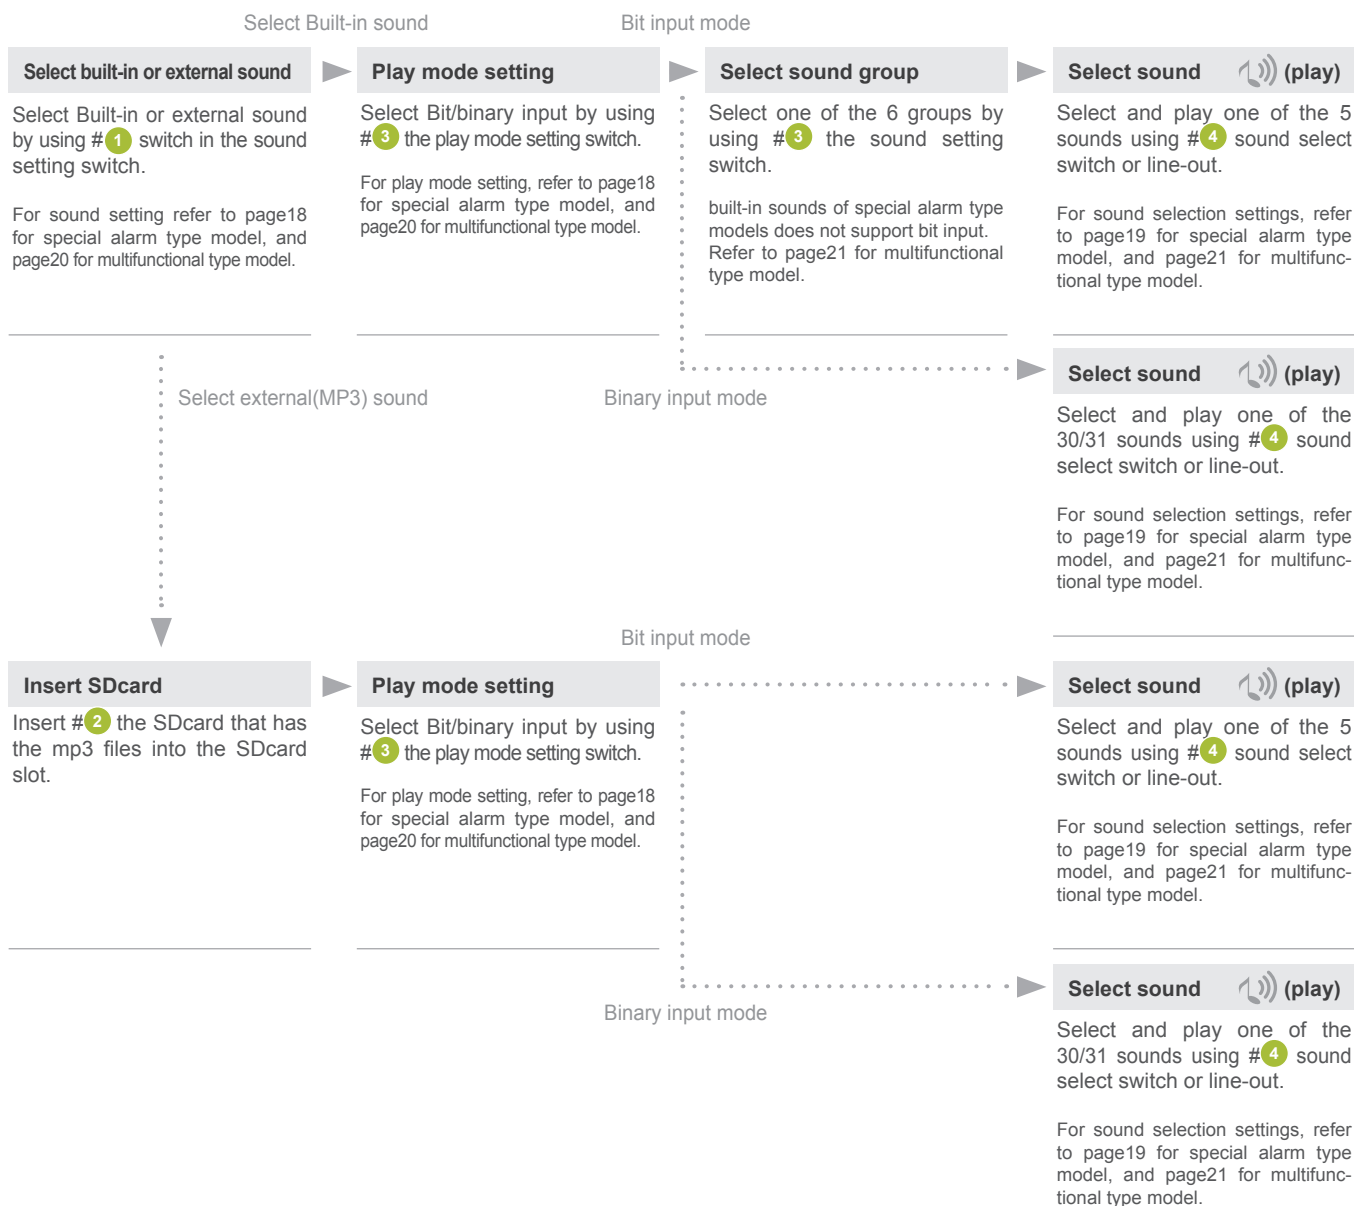 Select Built-in sound
Bit input mode
Select built-in or external sound
Select Built-in or external sound
by using #1 switch in the sound
setting switch.
For sound setting refer to page18
for special alarm type model, and
page20 for multifunctional type model.
Play mode setting
Select Bit/binary input by using
#3 the play mode setting switch.
For play mode setting, refer to page18
for special alarm type model, and
page20 for multifunctional type model.
Select sound group
Select one of the 6 groups by
using #3 the sound setting
switch.
built-in sounds of special alarm type
models does not support bit input.
Refer to page21 for multifunctional
type model.
Select sound (play)
Select and play one of the 5
sounds using #4 sound select
switch or line-out.
For sound selection settings, refer
to page19 for special alarm type
model, and page21 for multifunc-
tional type model.
Select external(MP3) sound
Binary input mode
Select sound (play)
Select and play one of the
30/31 sounds using #4 sound
select switch or line-out.
For sound selection settings, refer
to page19 for special alarm type
model, and page21 for multifunc-
tional type model.
Bit input mode
Insert SDcard
Insert #2 the SDcard that has
the mp3 files into the SDcard
slot.
Play mode setting
Select Bit/binary input by using
#3 the play mode setting switch.
For play mode setting, refer to page18
for special alarm type model, and
page20 for multifunctional type model.
Select sound (play)
Select and play one of the 5
sounds using #4 sound select
switch or line-out.
For sound selection settings, refer
to page19 for special alarm type
model, and page21 for multifunc-
tional type model.
Binary input mode
Select sound (play)
Select and play one of the
30/31 sounds using #4 sound
select switch or line-out.
For sound selection settings, refer
to page19 for special alarm type
model, and page21 for multifunc-
tional type model.